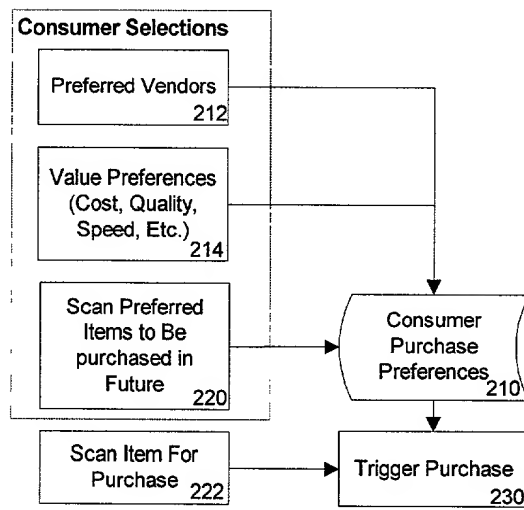 Consumer Selections
Preferred Vendors
212
Value Preferences
(Cost, Quality,
Speed, Etc.)
214
Scan Preferred
Items to Be
purchased in
Future
220
Consumer
Purchase
Preferences
210
Scan Item For
Purchase
222
Trigger Purchase
230